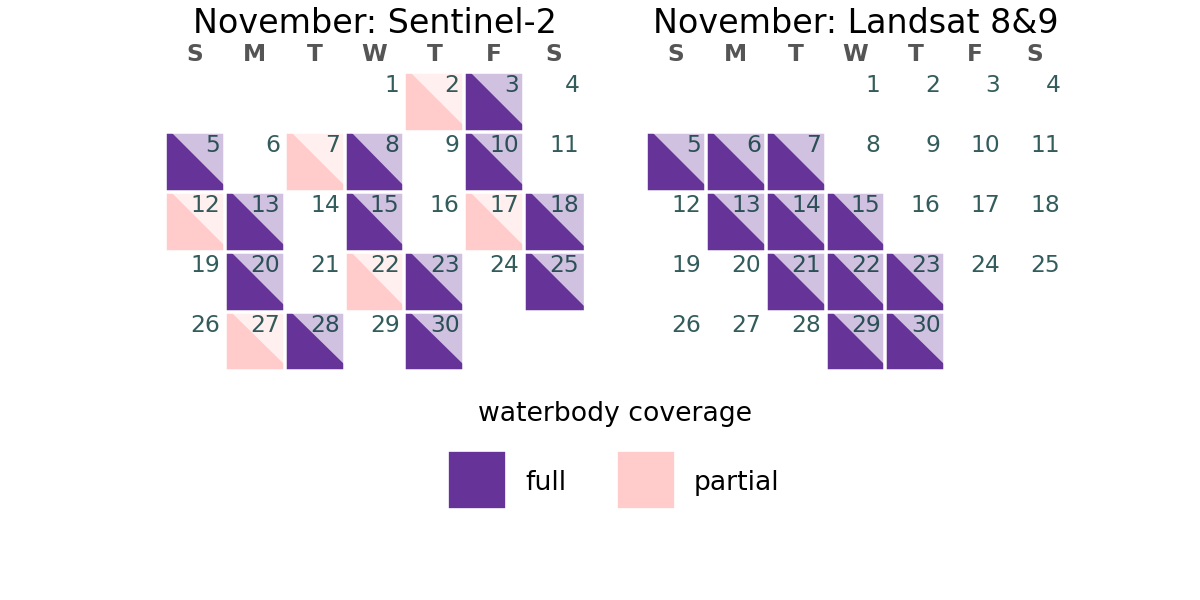 November: Sentinel-2
S M T W T F S
1 2 3 4
5 6 7 8 9 10 11
12 13 14 15 16 17 18
19 20 21 22 23 24 25
26 27 28 29 30
November: Landsat 8&9
S M T W T F S
1 2 3 4
5 6 7 8 9 10 11
12 13 14 15 16 17 18
19 20 21 22 23 24 25
26 27 28 29 30
waterbody coverage
full partial